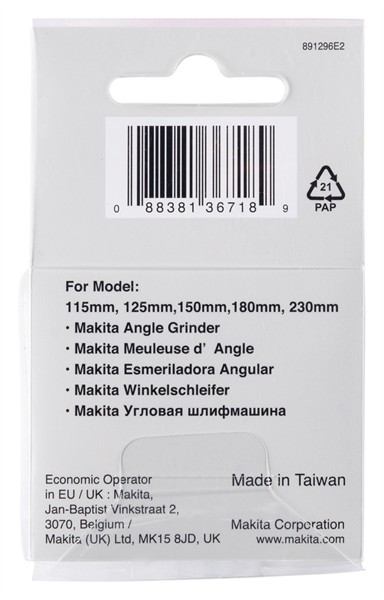 891296E2
0 88381 36718 9
21
PAP
For Model:
115mm, 125mm,150mm,180mm, 230mm
• Makita Angle Grinder
• Makita Meuleuse d' Angle
• Makita Esmeriladora Angular
• Makita Winkelschleifer
• Makita Угловая шлифмашина
Economic Operator
in EU / UK : Makita,
Jan-Baptist Vinkstraat 2,
3070, Belgium /
Makita (UK) Ltd, MK15 8JD, UK
Made in Taiwan
Makita Corporation
www.makita.com